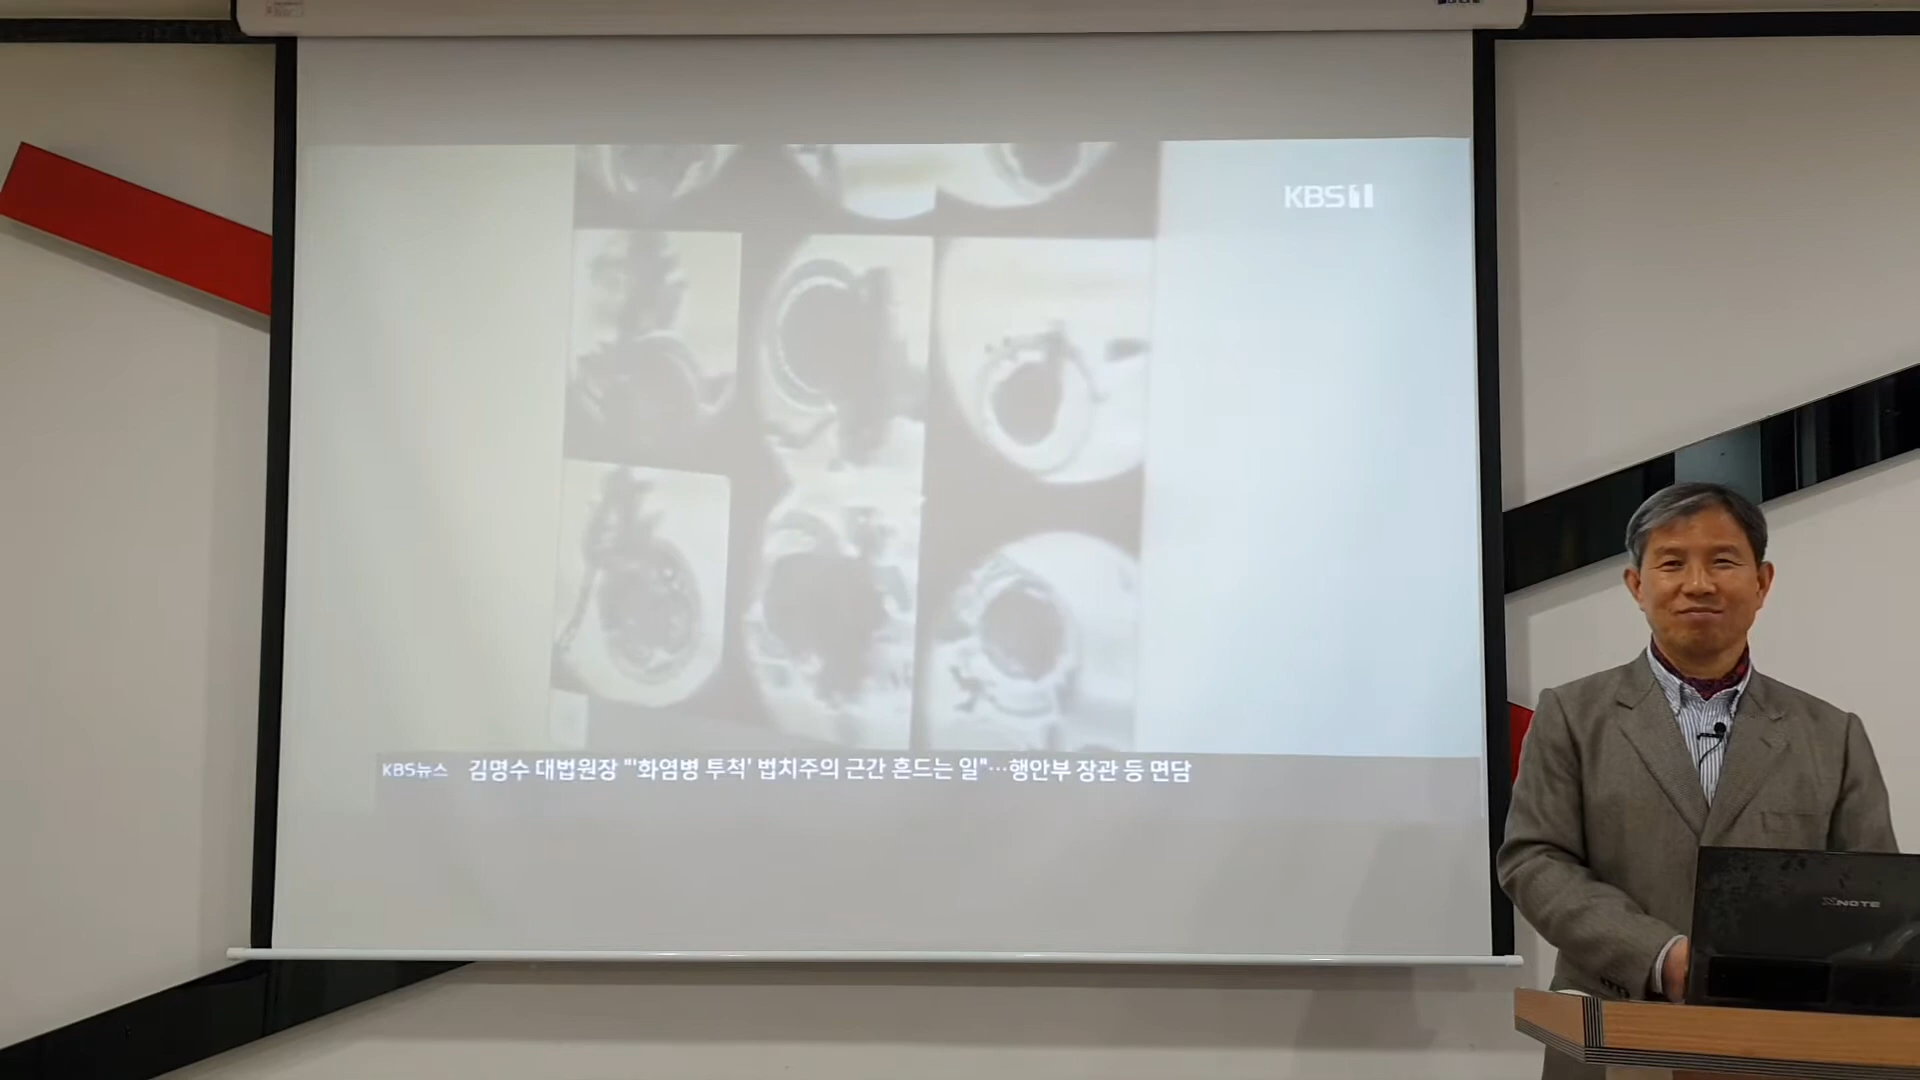 KBS1
KBS뉴스 김명수 대법원장 "'화염병 투척' 법치주의 근간 흔드는 일"…행안부 장관 등 면담
XNOTE